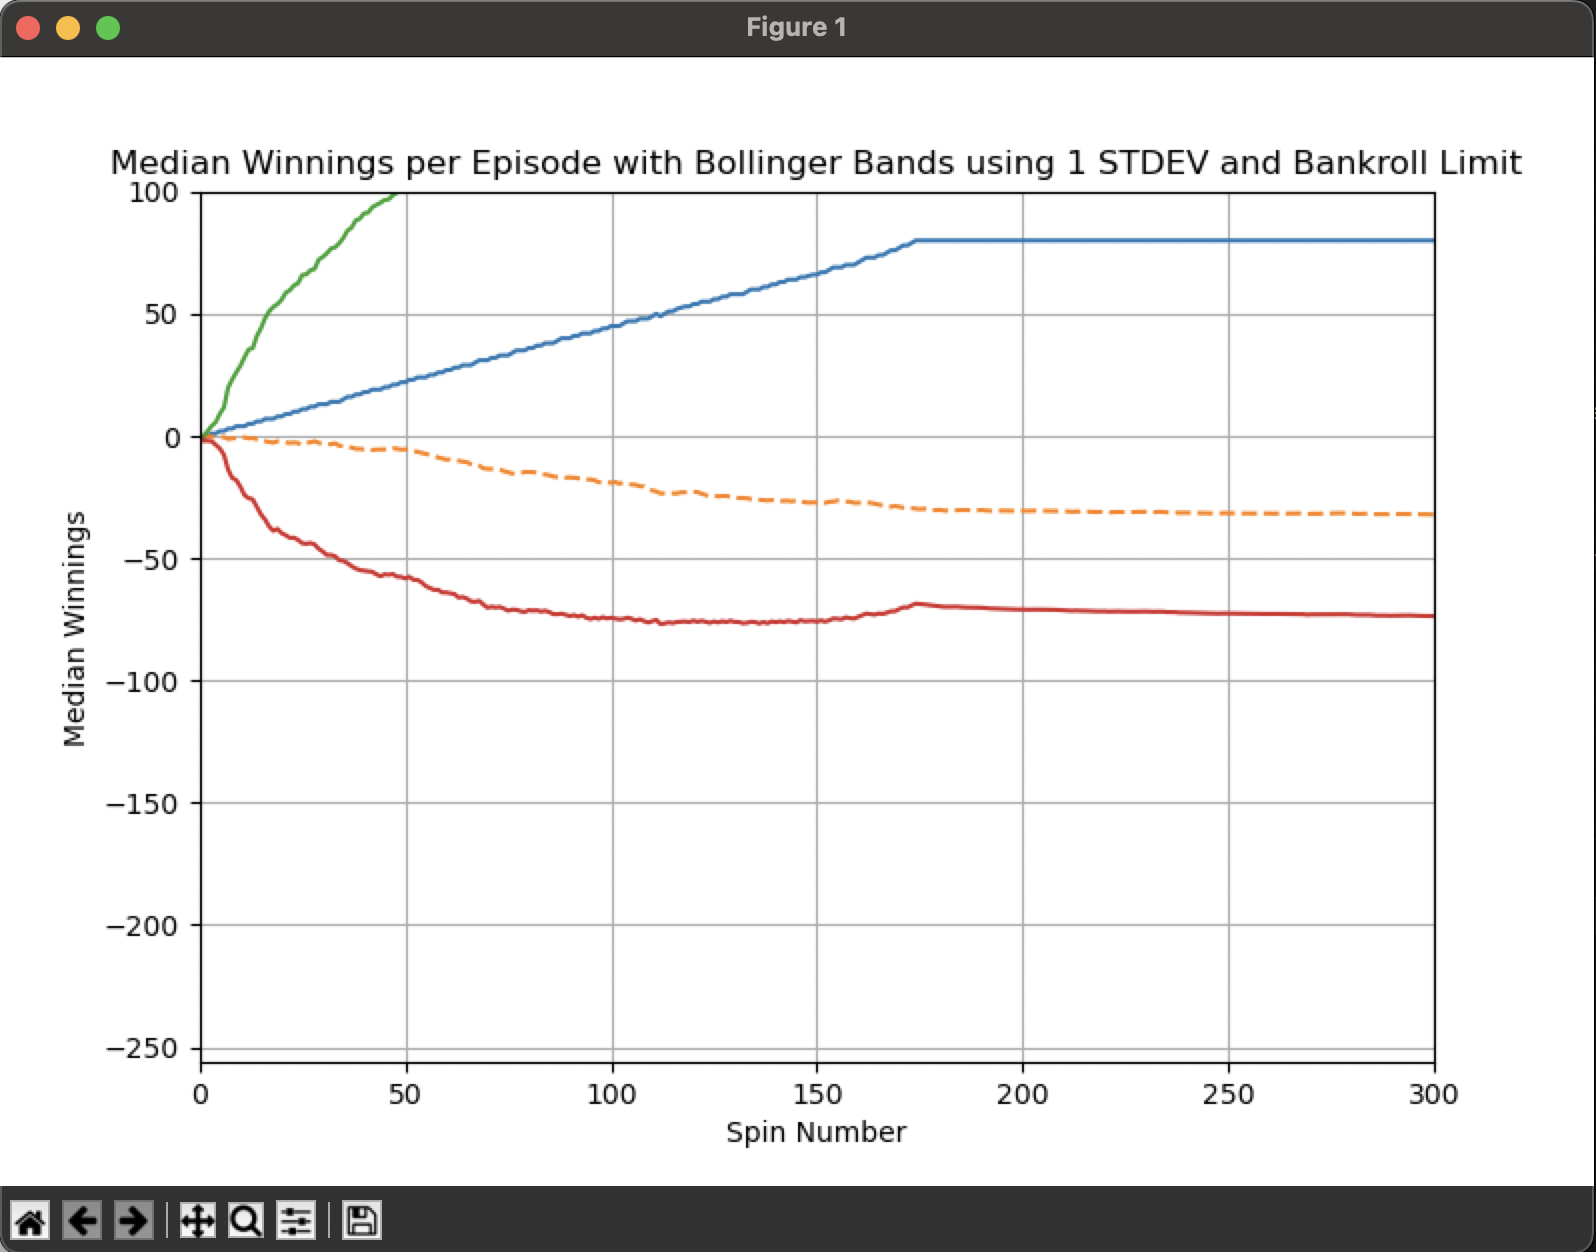 Figure 1
Median Winnings per Episode with Bollinger Bands using 1 STDEV and Bankroll Limit
100
50
0
−50
−100
−150
−200
−250
Median Winnings
0 50 100 150 200 250 300
Spin Number